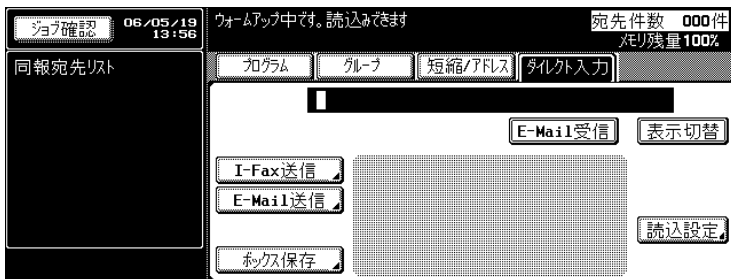 ジョブ確認
06/05/19
13:56
ウォームアップ中です。読込みできます
宛先件数 000件
メモリ残量100%
同報宛先リスト
プログラム
グループ
短縮/アドレス
ダイレクト入力
E-Mail受信
表示切替
I-Fax送信
E-Mail送信
読込設定
ボックス保存